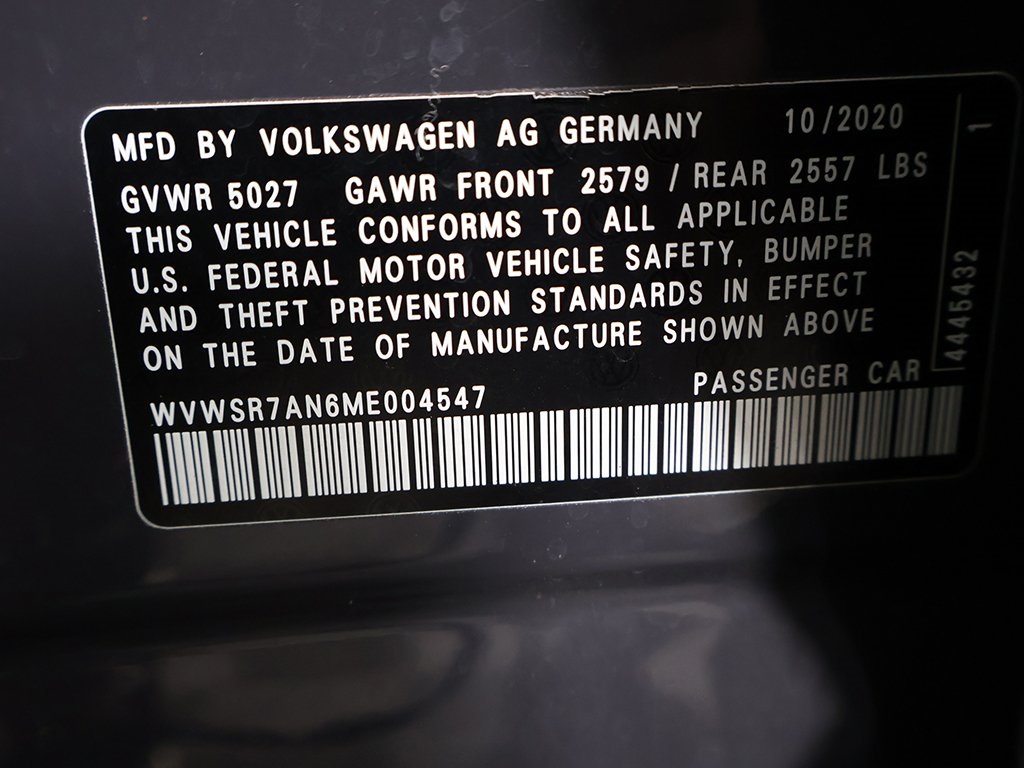 MFD BY VOLKSWAGEN AG GERMANY 10/2020
GVWR 5027 GAWR FRONT 2579 / REAR 2557 LBS
THIS VEHICLE CONFORMS TO ALL APPLICABLE
U.S. FEDERAL MOTOR VEHICLE SAFETY, BUMPER
AND THEFT PREVENTION STANDARDS IN EFFECT
ON THE DATE OF MANUFACTURE SHOWN ABOVE
WVWSR7AN6ME004547 PASSENGER CAR
4445432 1